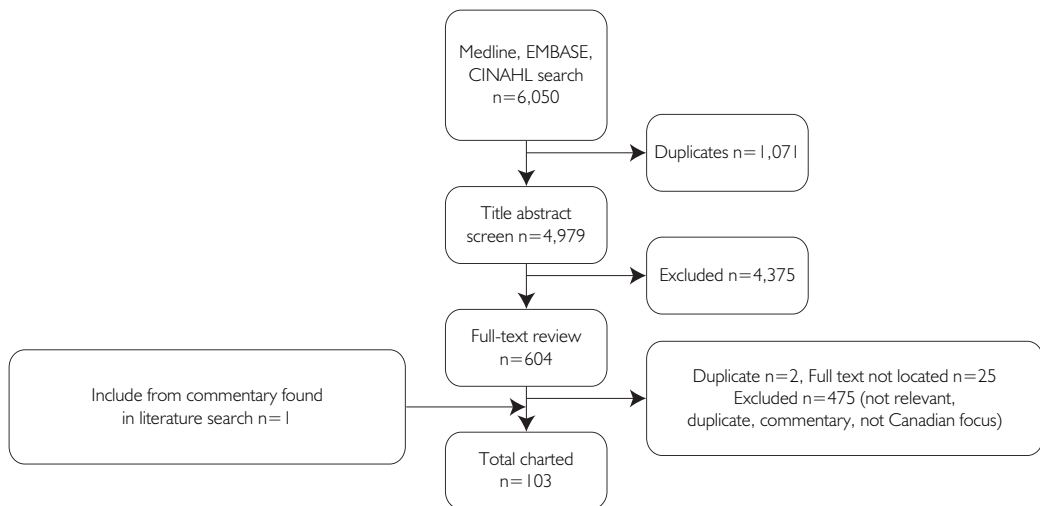 Medline, EMBASE,
CINAHL search
n=6,050
Duplicates n=1,071
Title abstract
screen n=4,979
Excluded n=4,375
Full-text review
n=604
Include from commentary found
in literature search n=1
Duplicate n=2, Full text not located n=25
Excluded n=475 (not relevant,
duplicate, commentary, not Canadian focus)
Total charted
n=103